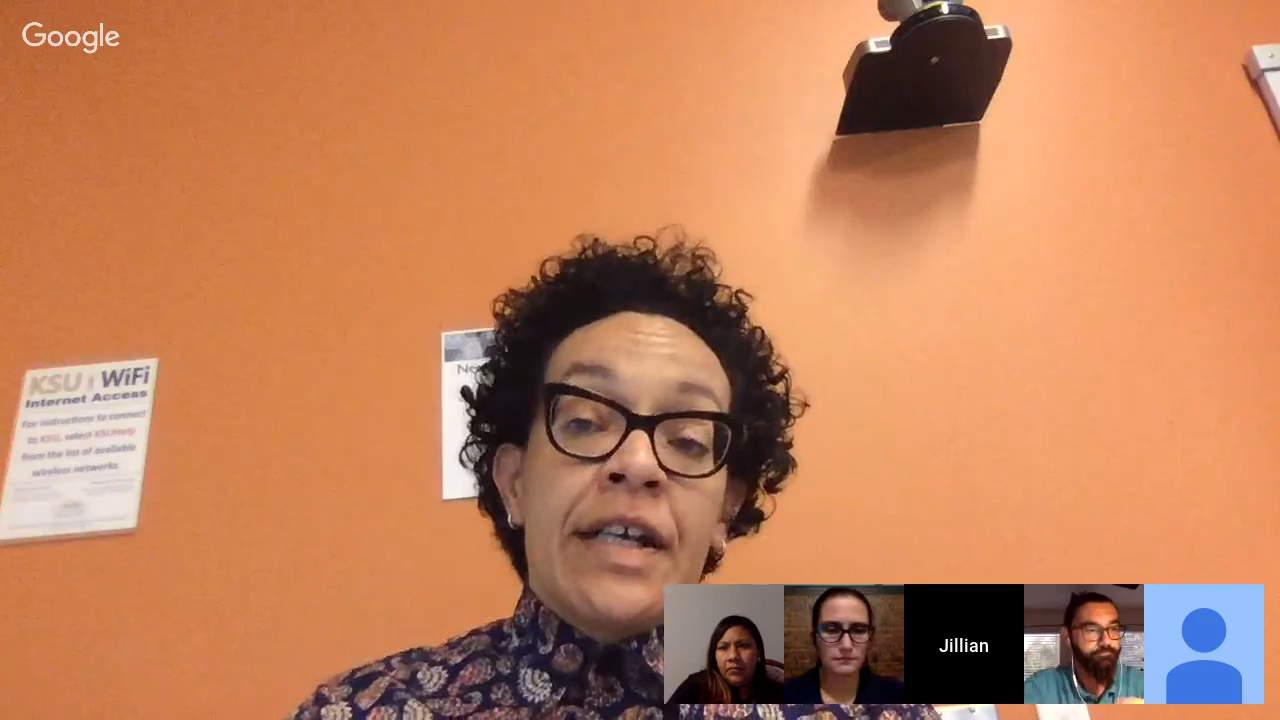 Google
KSU WiFi
Internet Access
For instructions to connect
to KSU, select KSUHelp
from the list of available
wireless networks
Ne
Jillian